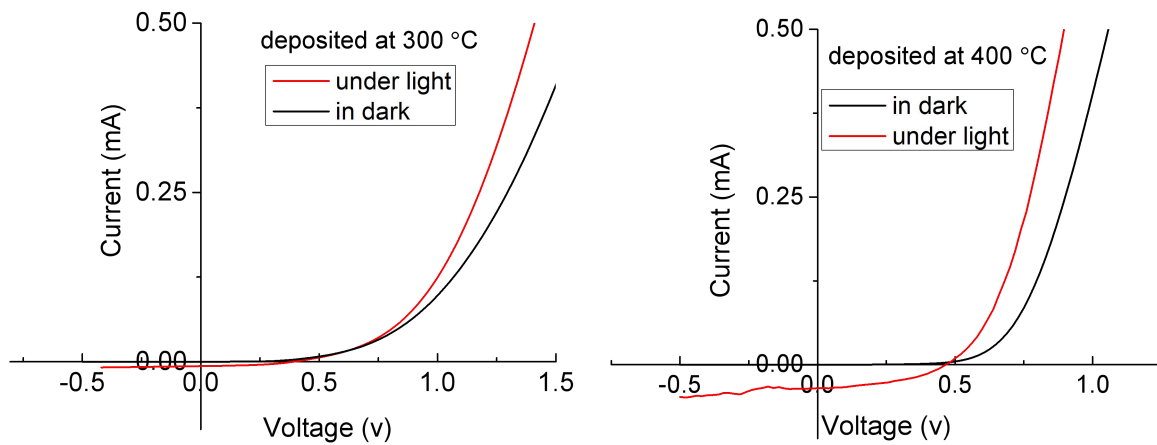 0.50
deposited at 300 °C
under light
in dark
0.25
Current (mA)
0.00
-0.5
0.0
0.5
1.0
1.5
Voltage (v)
0.50
deposited at 400 °C
in dark
under light
0.25
Current (mA)
0.00
-0.5
0.0
0.5
1.0
Voltage (v)